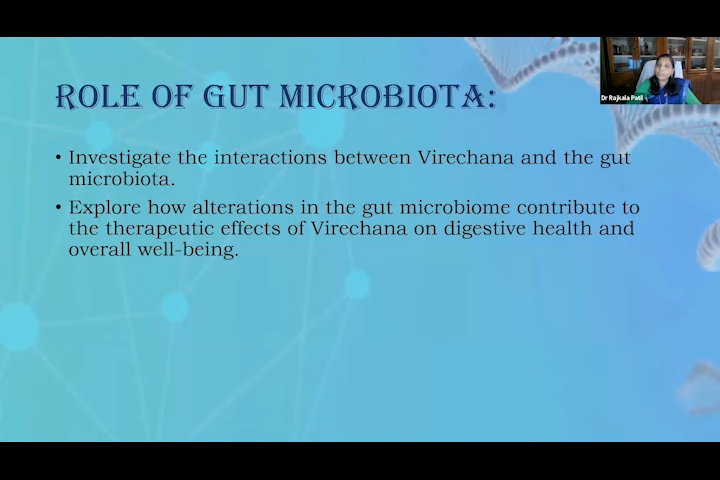 ROLE OF GUT MICROBIOTA:
Dr Rajkala Patil
• Investigate the interactions between Virechana and the gut
microbiota.
• Explore how alterations in the gut microbiome contribute to
the therapeutic effects of Virechana on digestive health and
overall well-being.